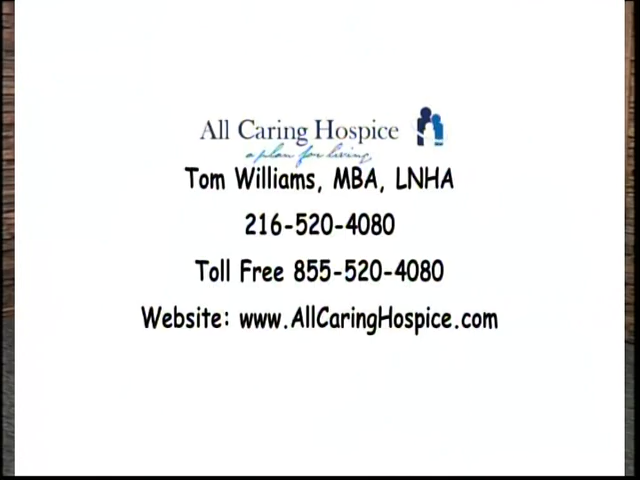 All Caring Hospice
a plan for living
Tom Williams, MBA, LNHA
216-520-4080
Toll Free 855-520-4080
Website: www.AllCaringHospice.com